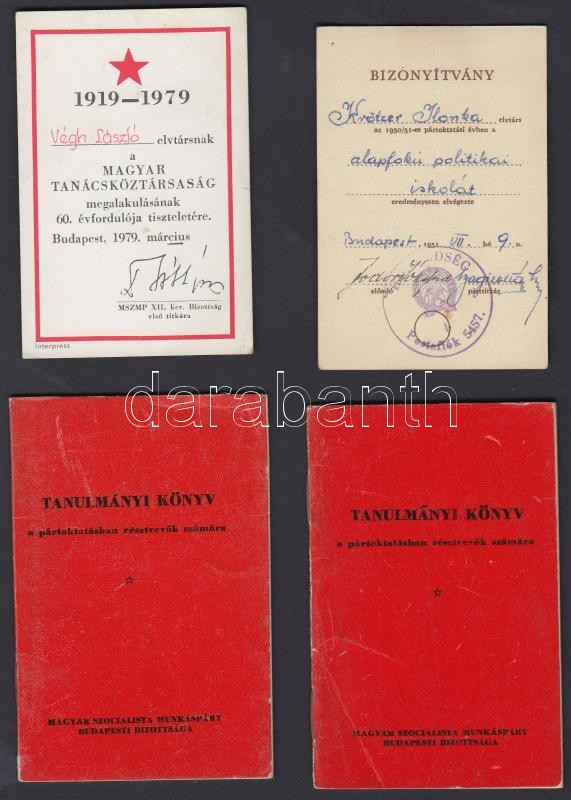 1919—1979
Végh László elvtársnak
a
MAGYAR
TANÁCSKÖZTÁRSASÁG
megalakulásának
60. évfordulója tiszteletére.
Budapest, 1979. március
MSZMP XII. ker. Bizottság
első titkára
Interpress
BIZONYÍTVÁNY
Krötzer Ilonka elvtárs
az 1950/51-es pártoktatási évben a
alapfokú politikai
iskolát
eredményesen elvégezte
Budapest, 1951 VII. hó 9. n.
előadó párttitkár
Postafiók 5457.
darabanth
TANULMÁNYI KÖNYV
a pártoktatásban résztvevők számára
MAGYAR SZOCIALISTA MUNKÁSPÁRT
BUDAPESTI BIZOTTSÁGA
TANULMÁNYI KÖNYV
a pártoktatásban résztvevők számára
MAGYAR SZOCIALISTA MUNKÁSPÁRT
BUDAPESTI BIZOTTSÁGA